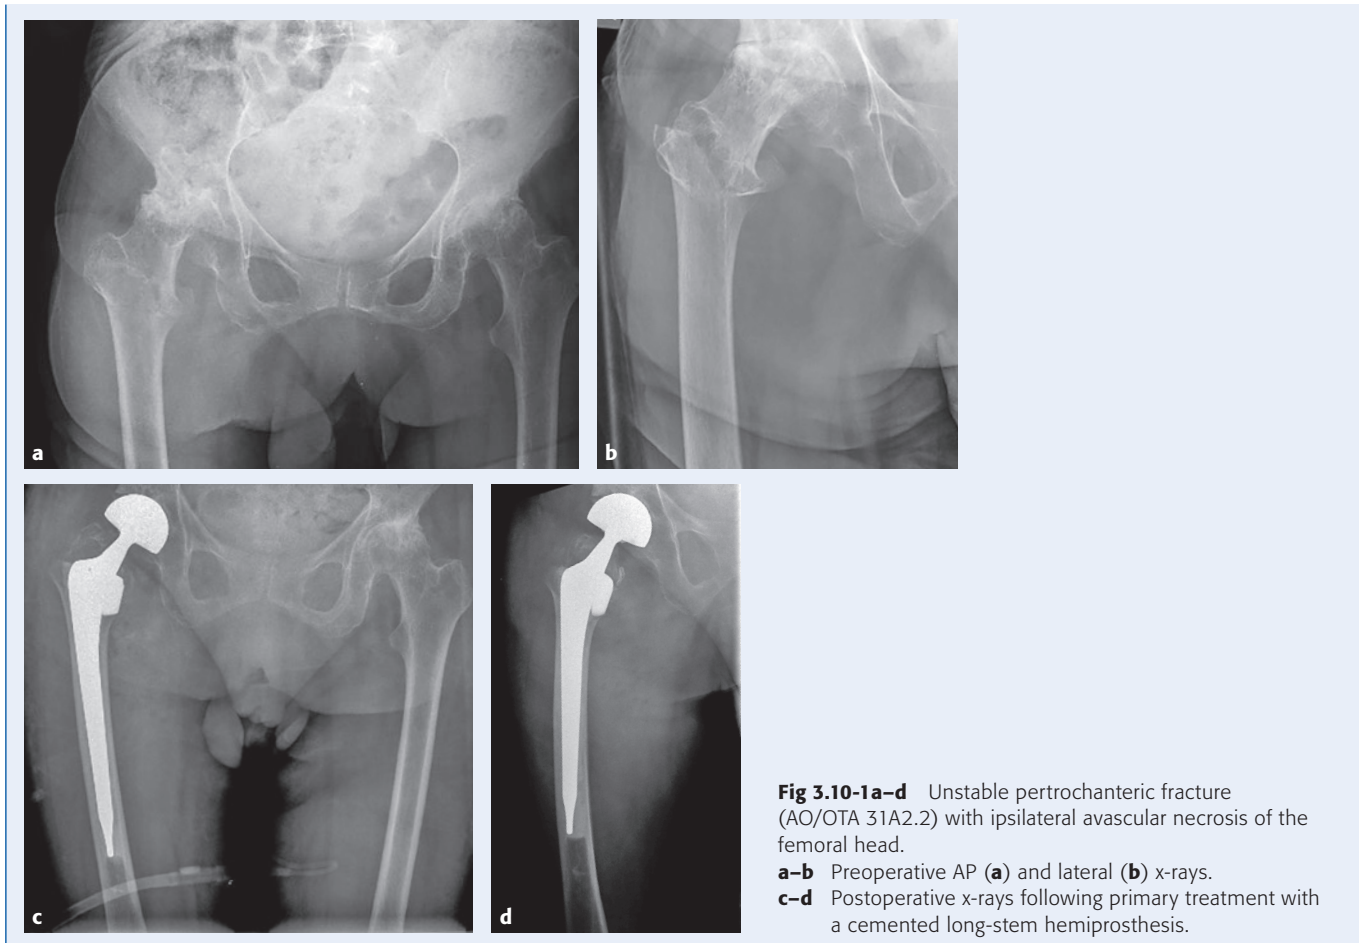 a
b
c
d
Fig 3.10-1a–d Unstable pertrochanteric fracture
(AO/OTA 31A2.2) with ipsilateral avascular necrosis of the
femoral head.
a–b Preoperative AP (a) and lateral (b) x-rays.
c–d Postoperative x-rays following primary treatment with
a cemented long-stem hemiprosthesis.